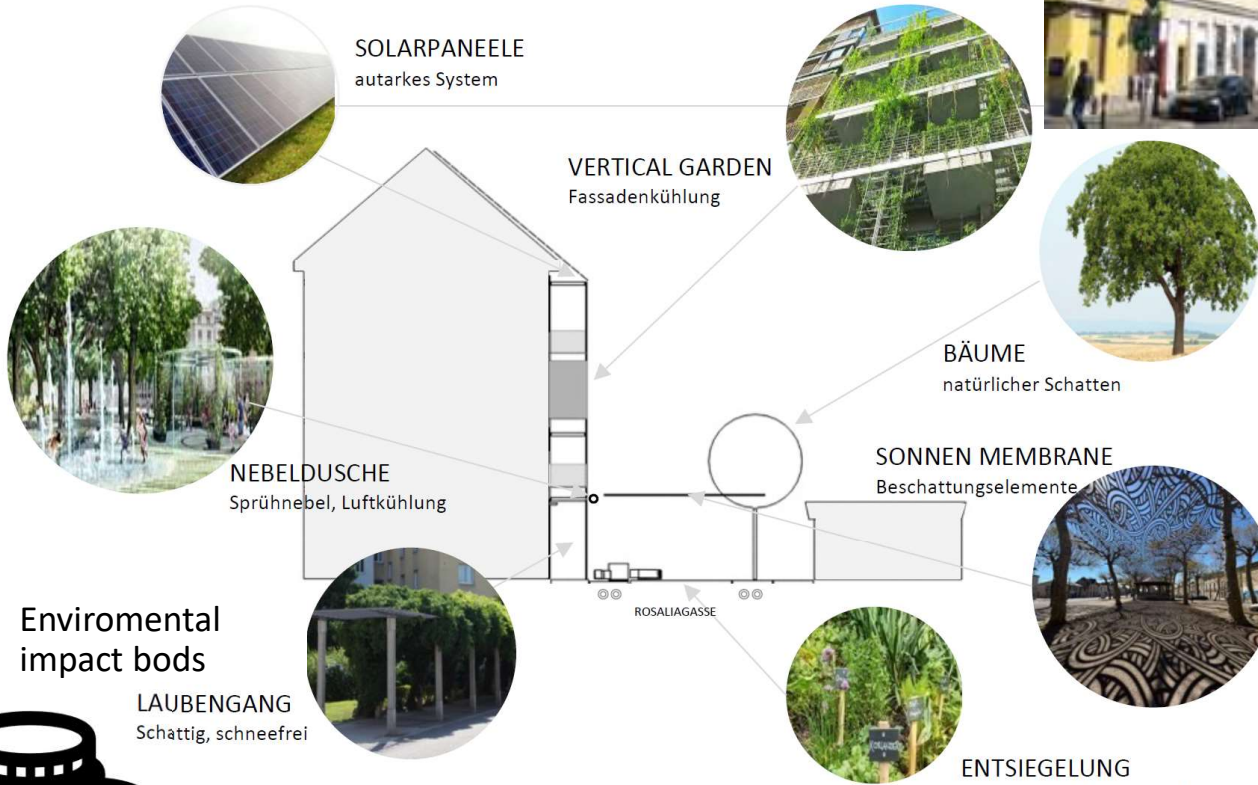 SOLARPANEELE
autarkes System
VERTICAL GARDEN
Fassadenkühlung
BÄUME
natürlicher Schatten
NEBELDUSCHE
Sprühnebel, Luftkühlung
SONNEN MEMBRANE
Beschattungselemente
ROSALIAGASSE
Enviromental
impact bods
LAUBENGANG
Schattig, schneefrei
ENTSIEGELUNG